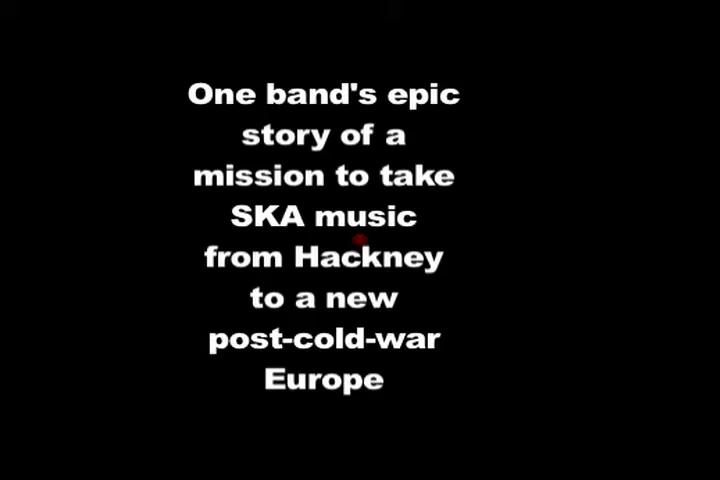 One band's epic
story of a
mission to take
SKA music
from Hackney
to a new
post-cold-war
Europe